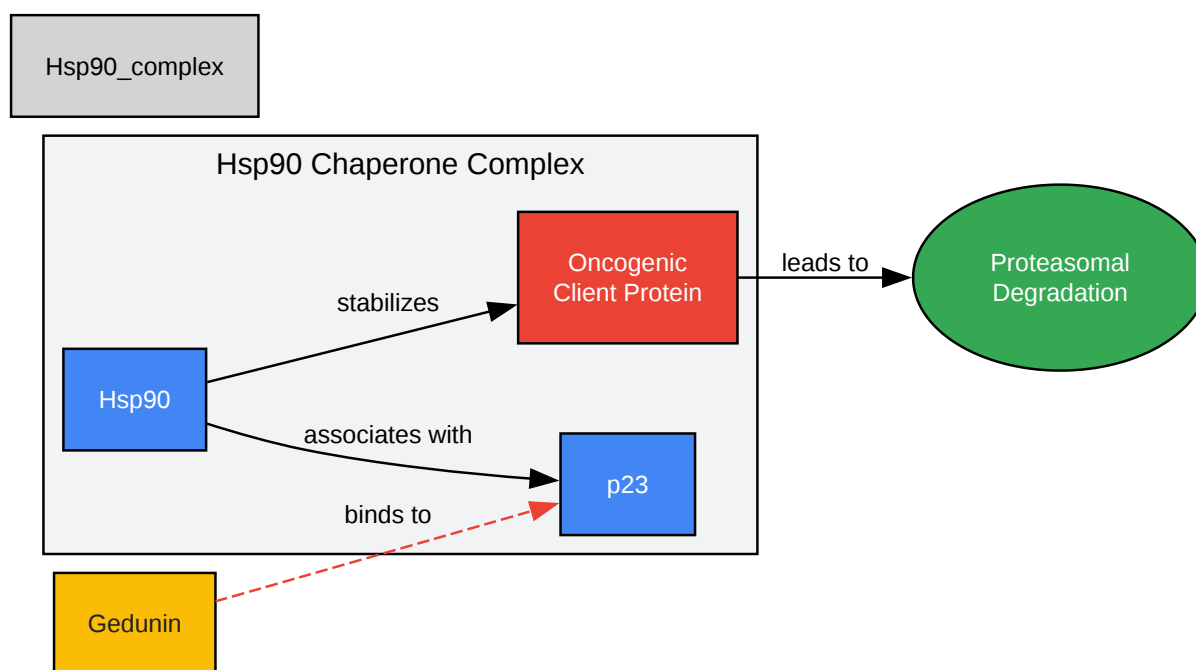 Hsp90_complex
Hsp90 Chaperone Complex
Oncogenic
Client Protein
leads to
Proteasomal
Degradation
stabilizes
Hsp90
associates with
p23
binds to
Gedunin